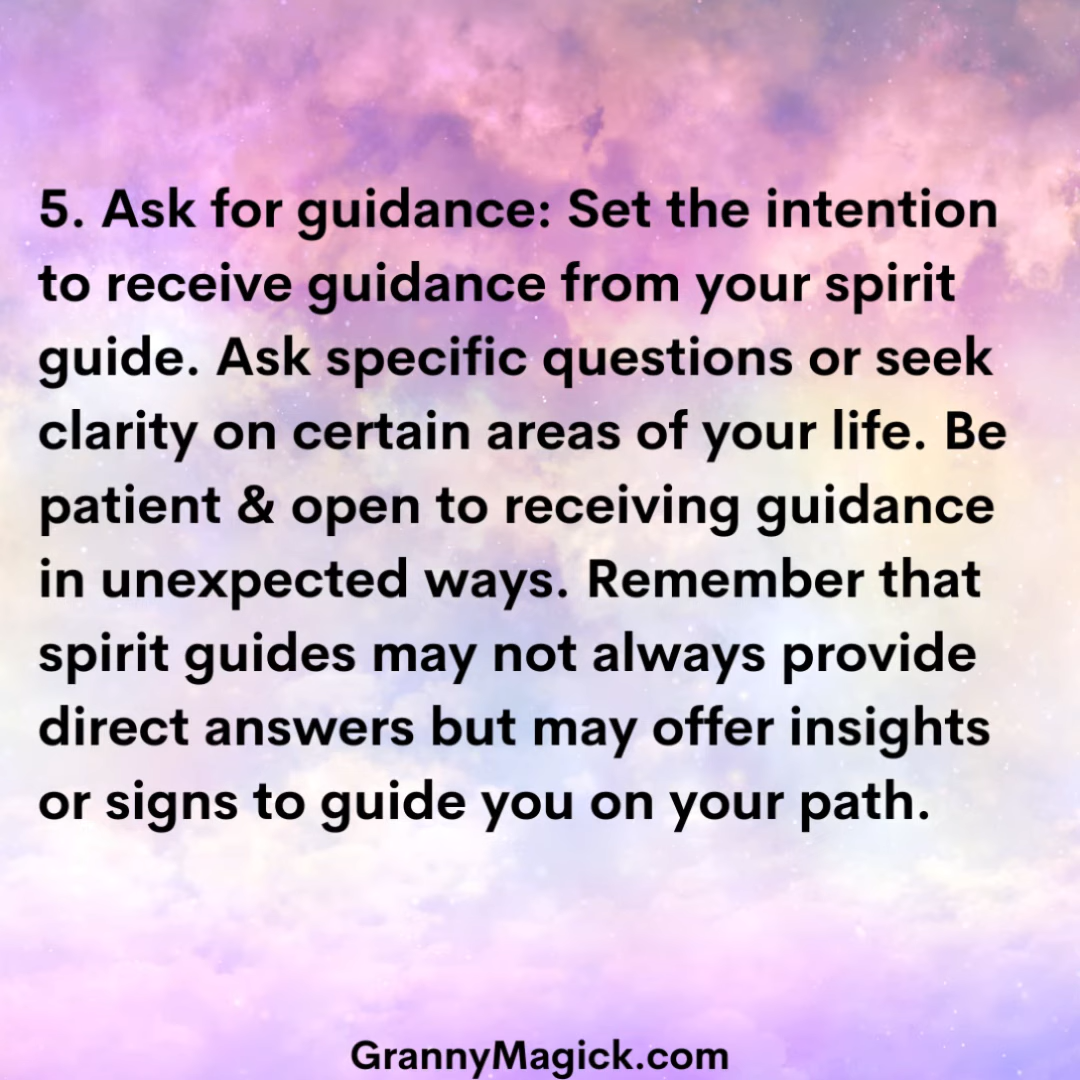 5. Ask for guidance: Set the intention
to receive guidance from your spirit
guide. Ask specific questions or seek
clarity on certain areas of your life. Be
patient & open to receiving guidance
in unexpected ways. Remember that
spirit guides may not always provide
direct answers but may offer insights
or signs to guide you on your path.
GrannyMagick.com